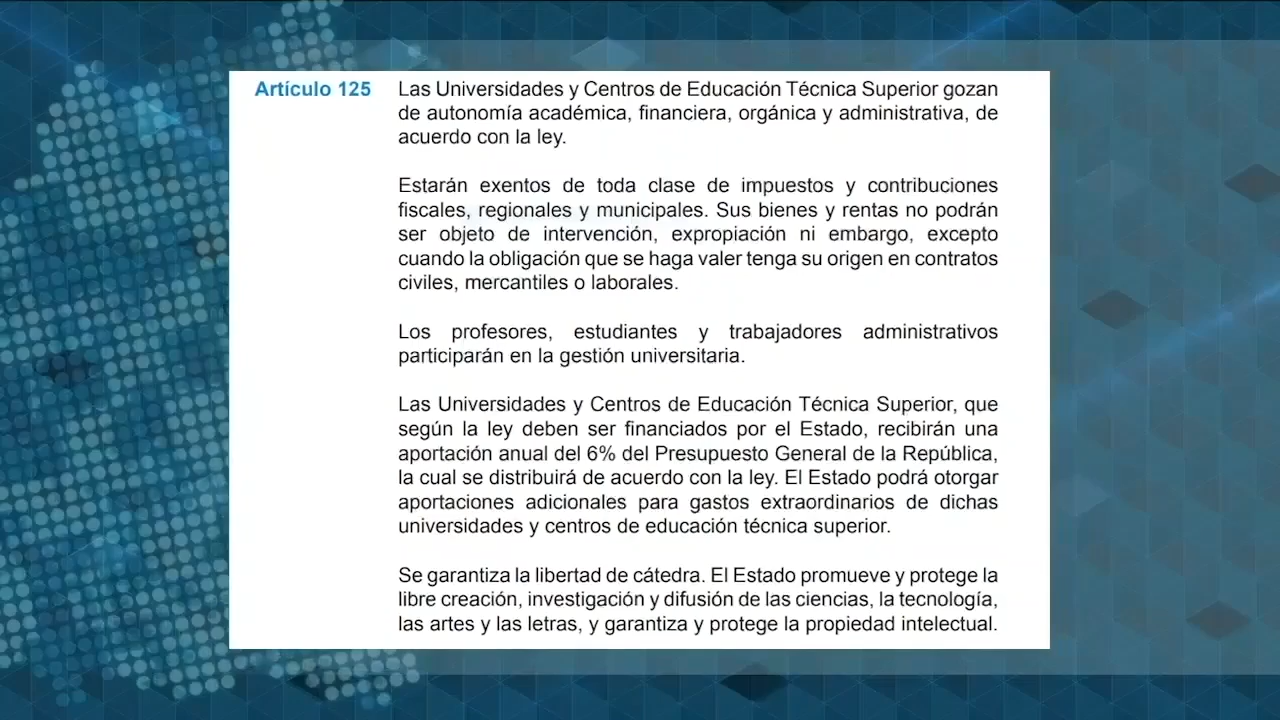 Artículo 125 Las Universidades y Centros de Educación Técnica Superior gozan
de autonomía académica, financiera, orgánica y administrativa, de
acuerdo con la ley.
Estarán exentos de toda clase de impuestos y contribuciones
fiscales, regionales y municipales. Sus bienes y rentas no podrán
ser objeto de intervención, expropiación ni embargo, excepto
cuando la obligación que se haga valer tenga su origen en contratos
civiles, mercantiles o laborales.
Los profesores, estudiantes y trabajadores administrativos
participarán en la gestión universitaria.
Las Universidades y Centros de Educación Técnica Superior, que
según la ley deben ser financiados por el Estado, recibirán una
aportación anual del 6% del Presupuesto General de la República,
la cual se distribuirá de acuerdo con la ley. El Estado podrá otorgar
aportaciones adicionales para gastos extraordinarios de dichas
universidades y centros de educación técnica superior.
Se garantiza la libertad de cátedra. El Estado promueve y protege la
libre creación, investigación y difusión de las ciencias, la tecnología,
las artes y las letras, y garantiza y protege la propiedad intelectual.